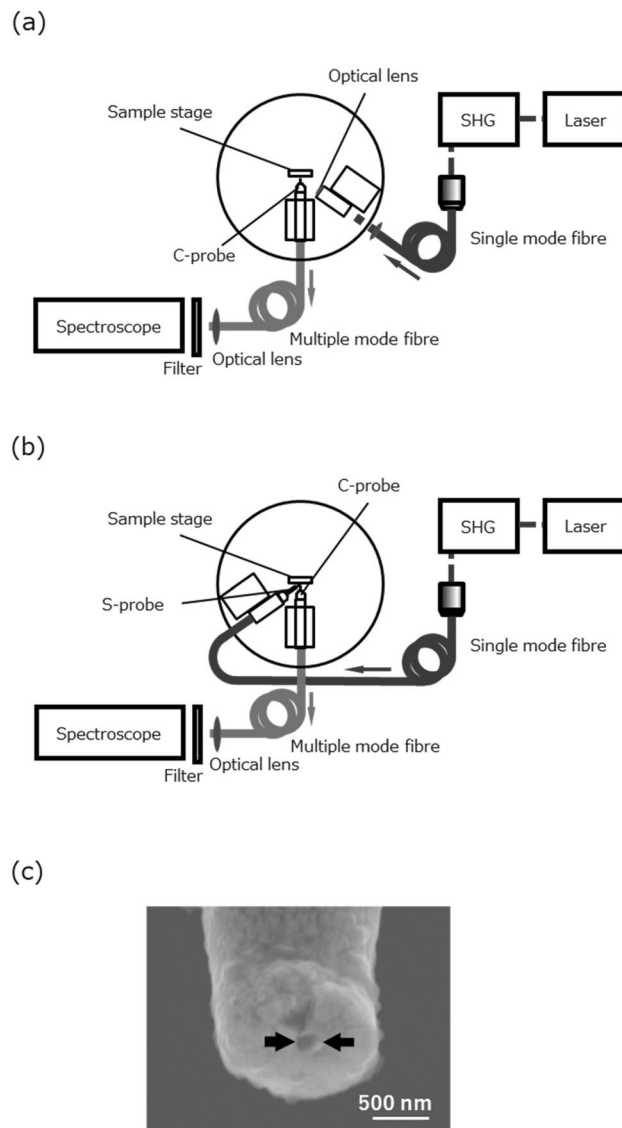 (a)
Optical lens
Sample stage
SHG
Laser
C-probe
Single mode fibre
Spectroscope
Multiple mode fibre
Optical lens
Filter
(b)
C-probe
Sample stage
SHG
Laser
S-probe
Single mode fibre
Spectroscope
Multiple mode fibre
Optical lens
Filter
(c)
500 nm